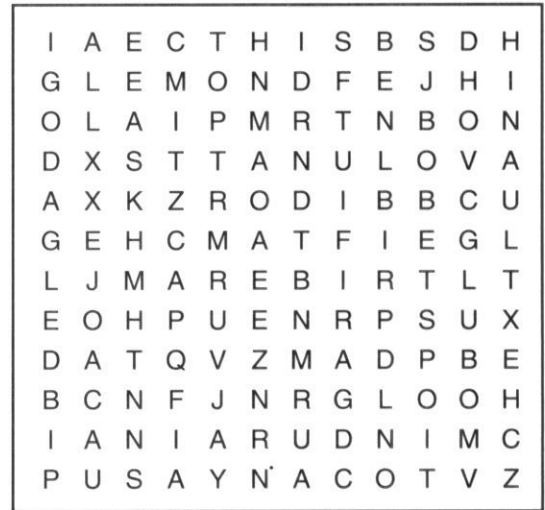 I A E C T H I S B S D H
G L E M O N D F E J H I
O L A I P M R T N B O N
D X S T T A N U L O V A
A X K Z R O D I B B C U
G E H C M A T F I E G L
L J M A R E B I R T L T
E O H P U E N R P S U X
D A T Q V Z M A D P B E
B C N F J N R G L O O H
I A N I A R U D N I M C
P U S A Y N A C O T V Z